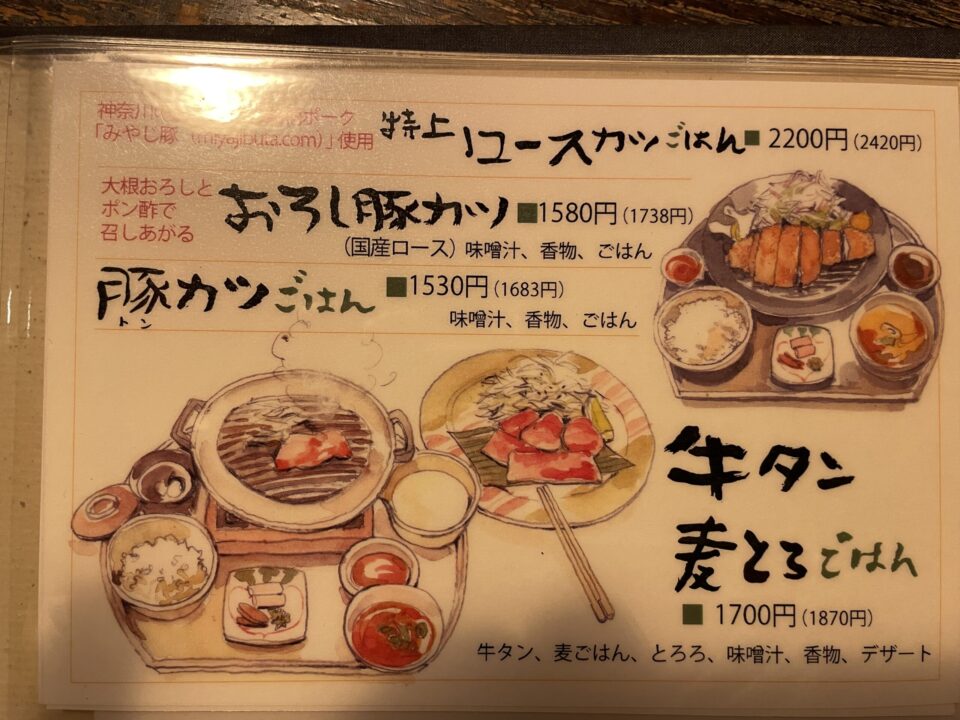 神奈川 ポーク
「みやじ豚（miyajibuta.com）」使用
特上 ロースカツごはん ■ 2200円（2420円）
大根おろしと
ポン酢で
召しあがる
おろし豚カツ ■1580円（1738円）
（国産ロース）味噌汁、香物、ごはん
豚カツごはん ■1530円（1683円）
トン
味噌汁、香物、ごはん
牛タン
麦とろごはん
■ 1700円（1870円）
牛タン、麦ごはん、とろろ、味噌汁、香物、デザート